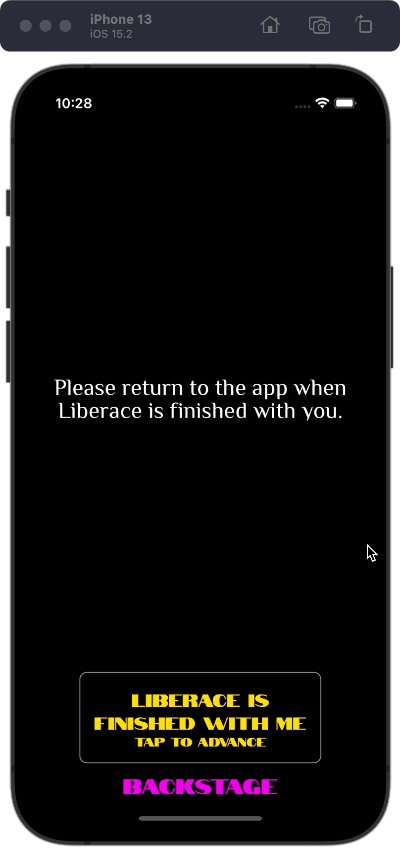 iPhone 13
iOS 15.2
10:28
Please return to the app when
Liberace is finished with you.
LIBERACE IS
FINISHED WITH ME
TAP TO ADVANCE
BACKSTAGE